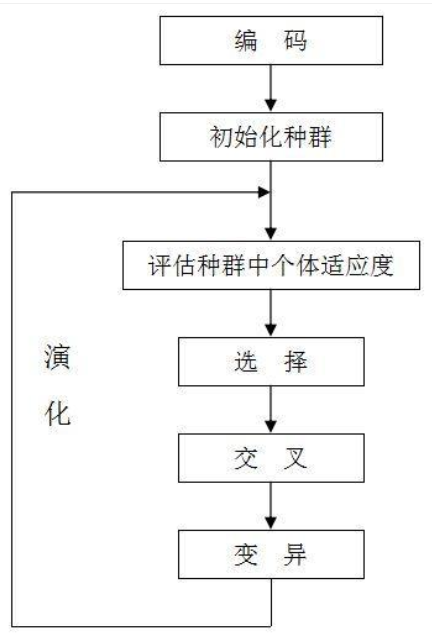 编 码
初始化种群
评估种群中个体适应度
选 择
交 叉
变 异
演
化